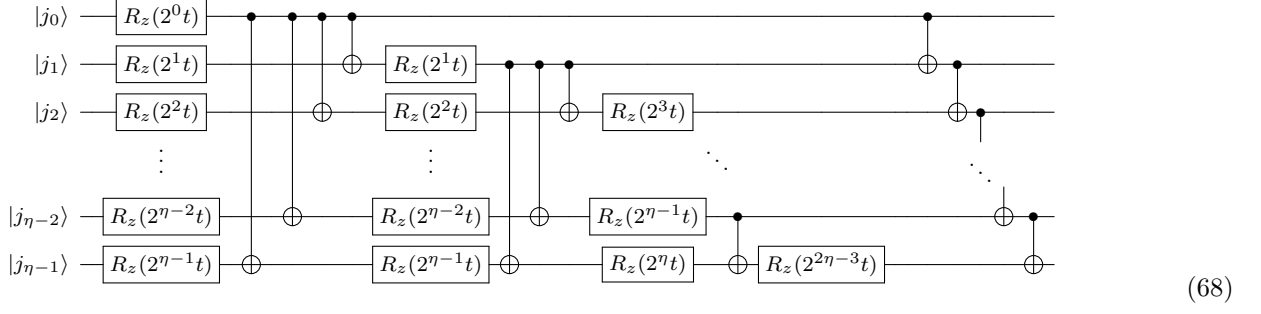 |j₀⟩ R_z(2⁰t)
|j₁⟩ R_z(2¹t) R_z(2¹t)
|j₂⟩ R_z(2²t) R_z(2²t) R_z(2³t)
⋮ ⋮ ⋱ ⋱
|j_{η−2}⟩ R_z(2^{η−2}t) R_z(2^{η−2}t) R_z(2^{η−1}t)
|j_{η−1}⟩ R_z(2^{η−1}t) R_z(2^{η−1}t) R_z(2^η t) R_z(2^{2η−3}t)
(68)